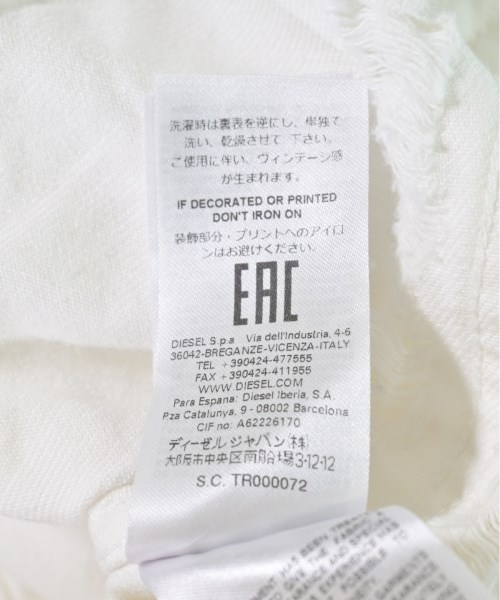 洗濯時は裏表を逆にし、単独で
洗い、乾燥させて 下さい。
ご使用に伴い、ヴィンテージ感
が生まれます。
IF DECORATED OR PRINTED
DON'T IRON ON
装飾部分・プリントへのアイロ
ンはお避けください。
EAC
DIESEL S.p.a Via dell'Industria, 4-6
36042-BREGANZE-VICENZA-ITALY
TEL +390424-477555
FAX +390424-411955
WWW.DIESEL.COM
Para Espana: Diesel Iberia, S.A.
Pza Catalunya, 9 - 08002 Barcelona
CIF no: A62226170
ディーゼル ジャパン(株)
大阪市中央区南船場3-12-12
S.C. TR000072